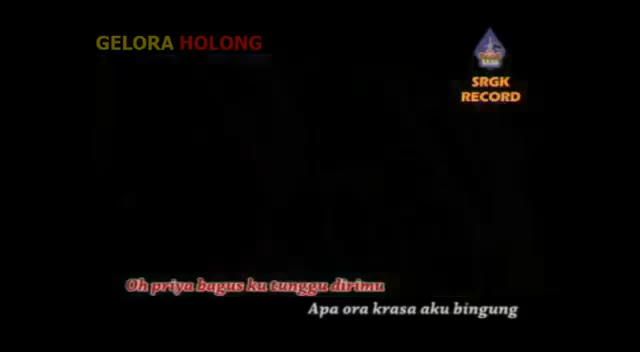 GELORA HOLONG
SRGK
RECORD
Oh priya bagus ku tunggu dirimu
Apa ora krasa aku bingung